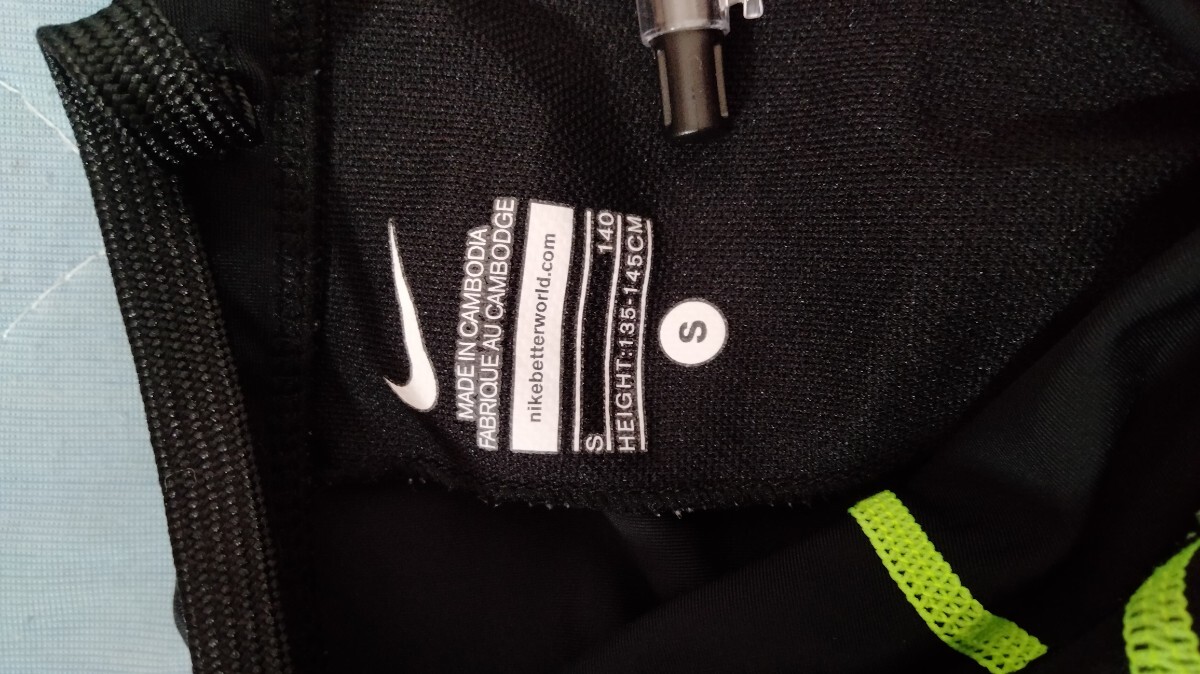 MADE IN CAMBODIA
FABRIQUE AU CAMBODGE
nikebetterworld.com
S 140
HEIGHT:135-145CM
S